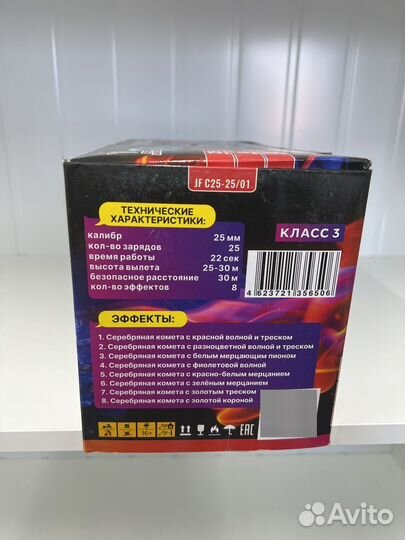 JF C25-25/01
ТЕХНИЧЕСКИЕ
ХАРАКТЕРИСТИКИ:
КЛАСС 3
калибр 25 мм
кол-во зарядов 25
время работы 22 сек
высота вылета 25-30 м
безопасное расстояние 30 м
кол-во эффектов 8
4 623721 356506
ЭФФЕКТЫ:
1. Серебряная комета с красной волной и треском
2. Серебряная комета с разноцветной волной и треском
3. Серебряная комета с белым мерцающим пионом
4. Серебряная комета с фиолетовой волной
5. Серебряная комета с красно-белым мерцанием
6. Серебряная комета с зелёным мерцанием
7. Серебряная комета с золотым треском
8. Серебряная комета с золотой короной
16+
EAC
Avito